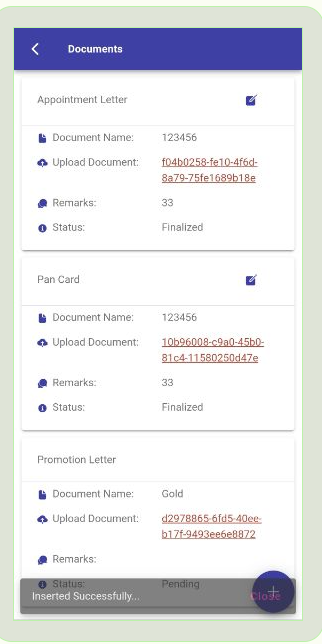 Documents
Appointment Letter
Document Name: 123456
Upload Document: f04b0258-fe10-4f6d-
8a79-75fe1689b18e
Remarks: 33
Status: Finalized
Pan Card
Document Name: 123456
Upload Document: 10b96008-c9a0-45b0-
81c4-11580250d47e
Remarks: 33
Status: Finalized
Promotion Letter
Document Name: Gold
Upload Document: d2978865-6fd5-40ee-
b17f-9493ee6e8872
Remarks:
Status: Pending
Inserted Successfully... Close